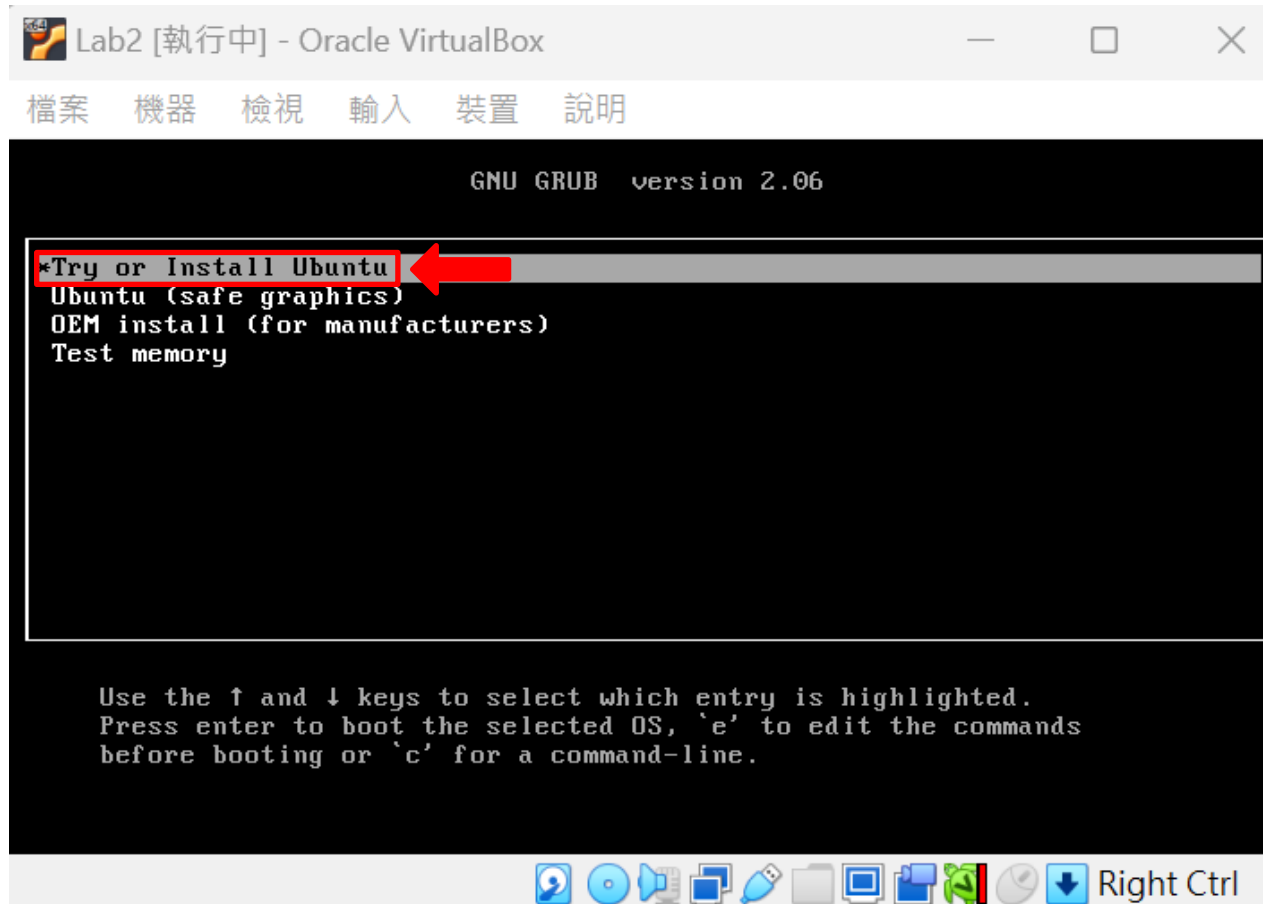 Lab2 [執行中] - Oracle VirtualBox
檔案 機器 檢視 輸入 裝置 說明
GNU GRUB version 2.06
*Try or Install Ubuntu
Ubuntu (safe graphics)
OEM install (for manufacturers)
Test memory
Use the ↑ and ↓ keys to select which entry is highlighted.
Press enter to boot the selected OS, `e' to edit the commands
before booting or `c' for a command-line.
Right Ctrl